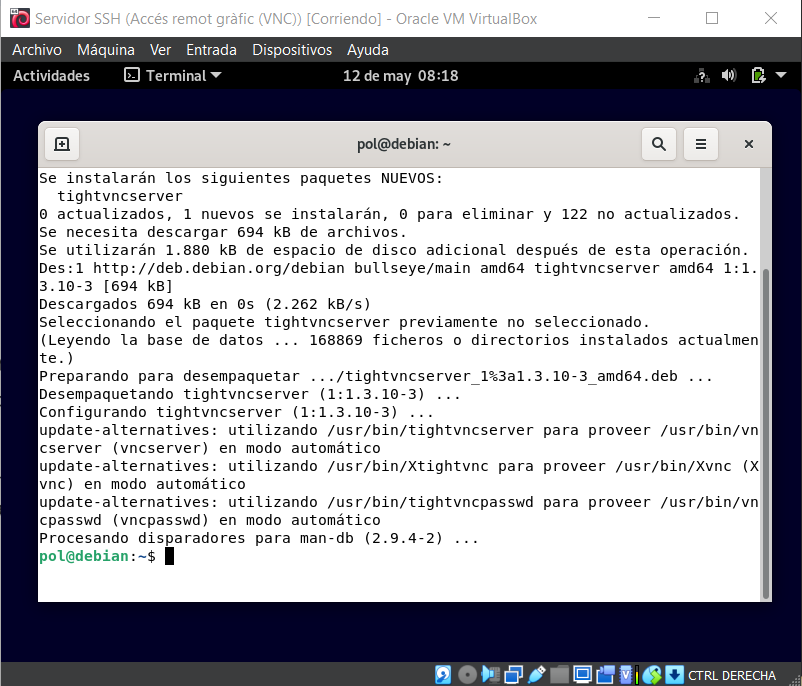 Servidor SSH (Accés remot gràfic (VNC)) [Corriendo] - Oracle VM VirtualBox
Archivo Máquina Ver Entrada Dispositivos Ayuda
Actividades Terminal 12 de may 08:18
pol@debian: ~
Se instalarán los siguientes paquetes NUEVOS:
  tightvncserver
0 actualizados, 1 nuevos se instalarán, 0 para eliminar y 122 no actualizados.
Se necesita descargar 694 kB de archivos.
Se utilizarán 1.880 kB de espacio de disco adicional después de esta operación.
Des:1 http://deb.debian.org/debian bullseye/main amd64 tightvncserver amd64 1:1.
3.10-3 [694 kB]
Descargados 694 kB en 0s (2.262 kB/s)
Seleccionando el paquete tightvncserver previamente no seleccionado.
(Leyendo la base de datos ... 168869 ficheros o directorios instalados actualmen
te.)
Preparando para desempaquetar .../tightvncserver_1%3a1.3.10-3_amd64.deb ...
Desempaquetando tightvncserver (1:1.3.10-3) ...
Configurando tightvncserver (1:1.3.10-3) ...
update-alternatives: utilizando /usr/bin/tightvncserver para proveer /usr/bin/vn
cserver (vncserver) en modo automático
update-alternatives: utilizando /usr/bin/Xtightvnc para proveer /usr/bin/Xvnc (X
vnc) en modo automático
update-alternatives: utilizando /usr/bin/tightvncpasswd para proveer /usr/bin/vn
cpasswd (vncpasswd) en modo automático
Procesando disparadores para man-db (2.9.4-2) ...
pol@debian:~$
CTRL DERECHA